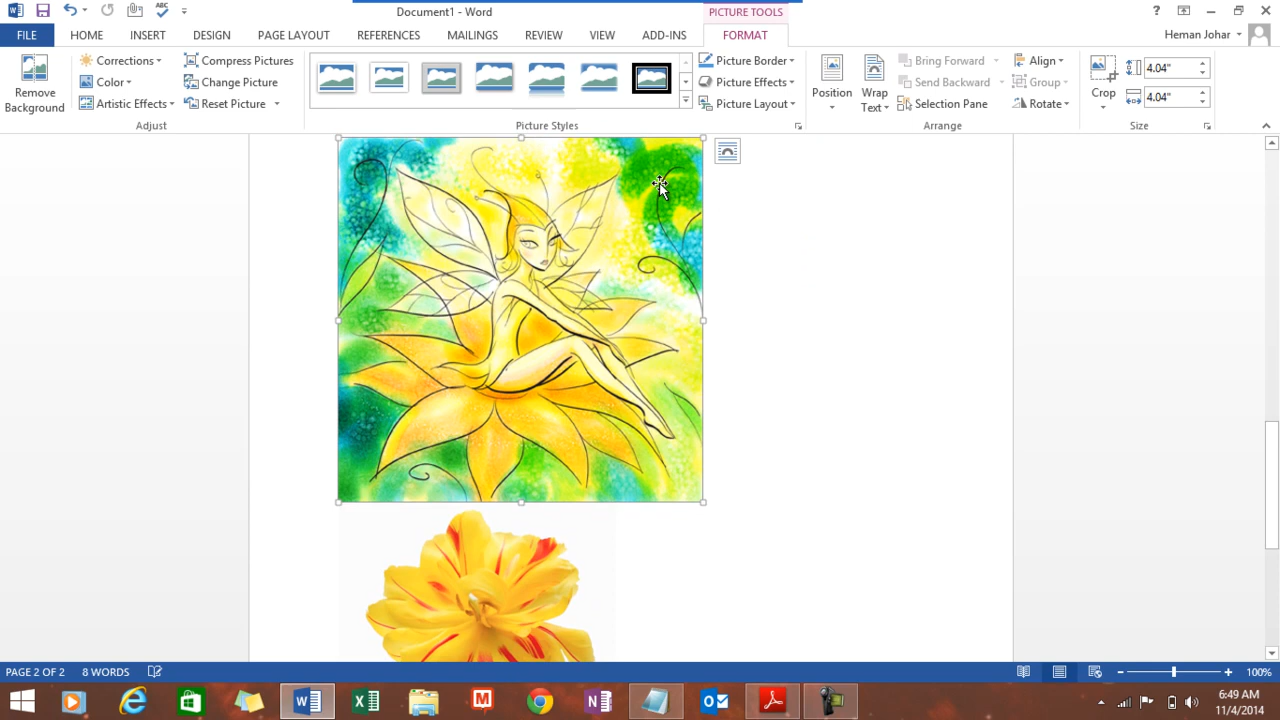 Document1 - Word
PICTURE TOOLS
FILE HOME INSERT DESIGN PAGE LAYOUT REFERENCES MAILINGS REVIEW VIEW ADD-INS FORMAT Heman Johar
Remove Background
Corrections
Color
Artistic Effects
Compress Pictures
Change Picture
Reset Picture
Adjust
Picture Styles
Picture Border
Picture Effects
Picture Layout
Position
Wrap Text
Bring Forward
Send Backward
Selection Pane
Align
Group
Rotate
Arrange
Crop
4.04"
4.04"
Size
PAGE 2 OF 2 8 WORDS 100%
6:49 AM
11/4/2014